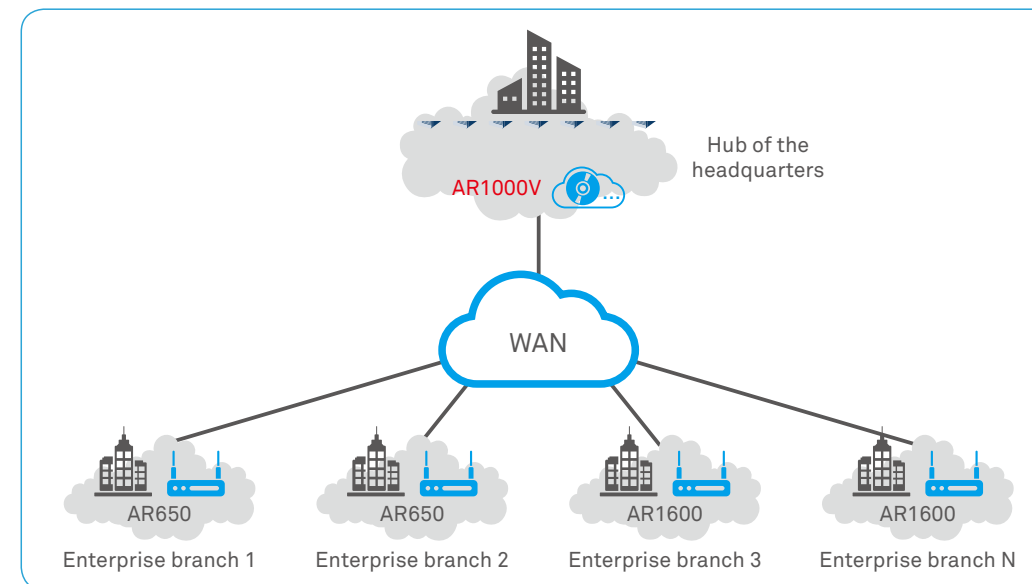 Hub of the
headquarters
AR1000V
WAN
AR650
AR650
AR1600
AR1600
Enterprise branch 1
Enterprise branch 2
Enterprise branch 3
Enterprise branch N